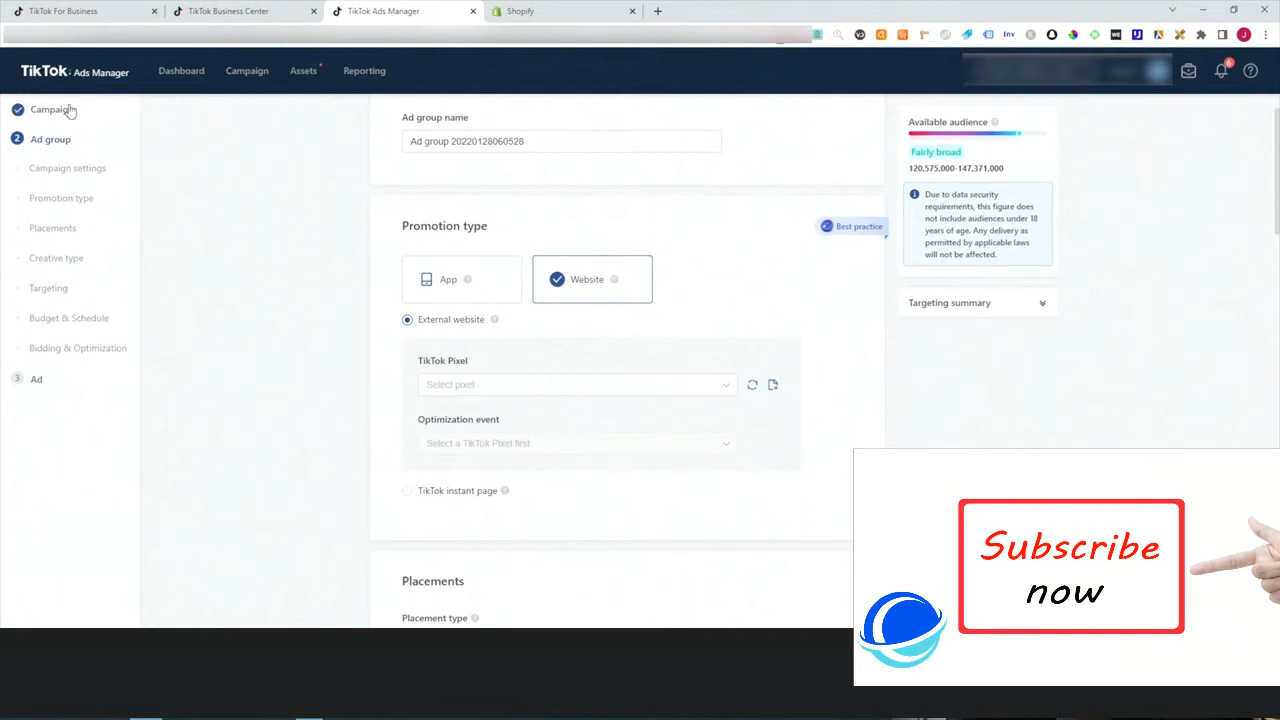 TikTok For Business
TikTok Business Center
TikTok Ads Manager
Shopify
Inv
J
TikTok: Ads Manager
Dashboard
Campaign
Assets
Reporting
6
Campaign
2 Ad group
Campaign settings
Promotion type
Placements
Creative type
Targeting
Budget & Schedule
Bidding & Optimization
3 Ad
Ad group name
Ad group 20220128060528
Promotion type
Best practice
App
Website
External website
TikTok Pixel
Select pixel
Optimization event
Select a TikTok Pixel first
TikTok instant page
Placements
Placement type
Available audience
Fairly broad
120,575,000-147,371,000
Due to data security
requirements, this figure does
not include audiences under 18
years of age. Any delivery as
permitted by applicable laws
will not be affected.
Targeting summary
Subscribe
now